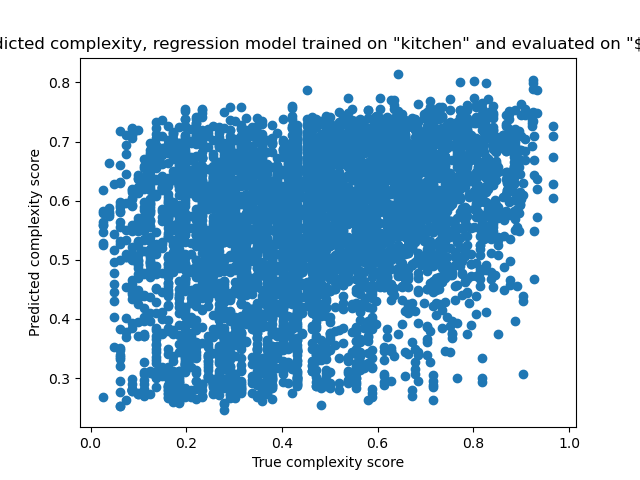 dicted complexity, regression model trained on "kitchen" and evaluated on "$
Predicted complexity score
0.8
0.7
0.6
0.5
0.4
0.3
0.0 0.2 0.4 0.6 0.8 1.0
True complexity score